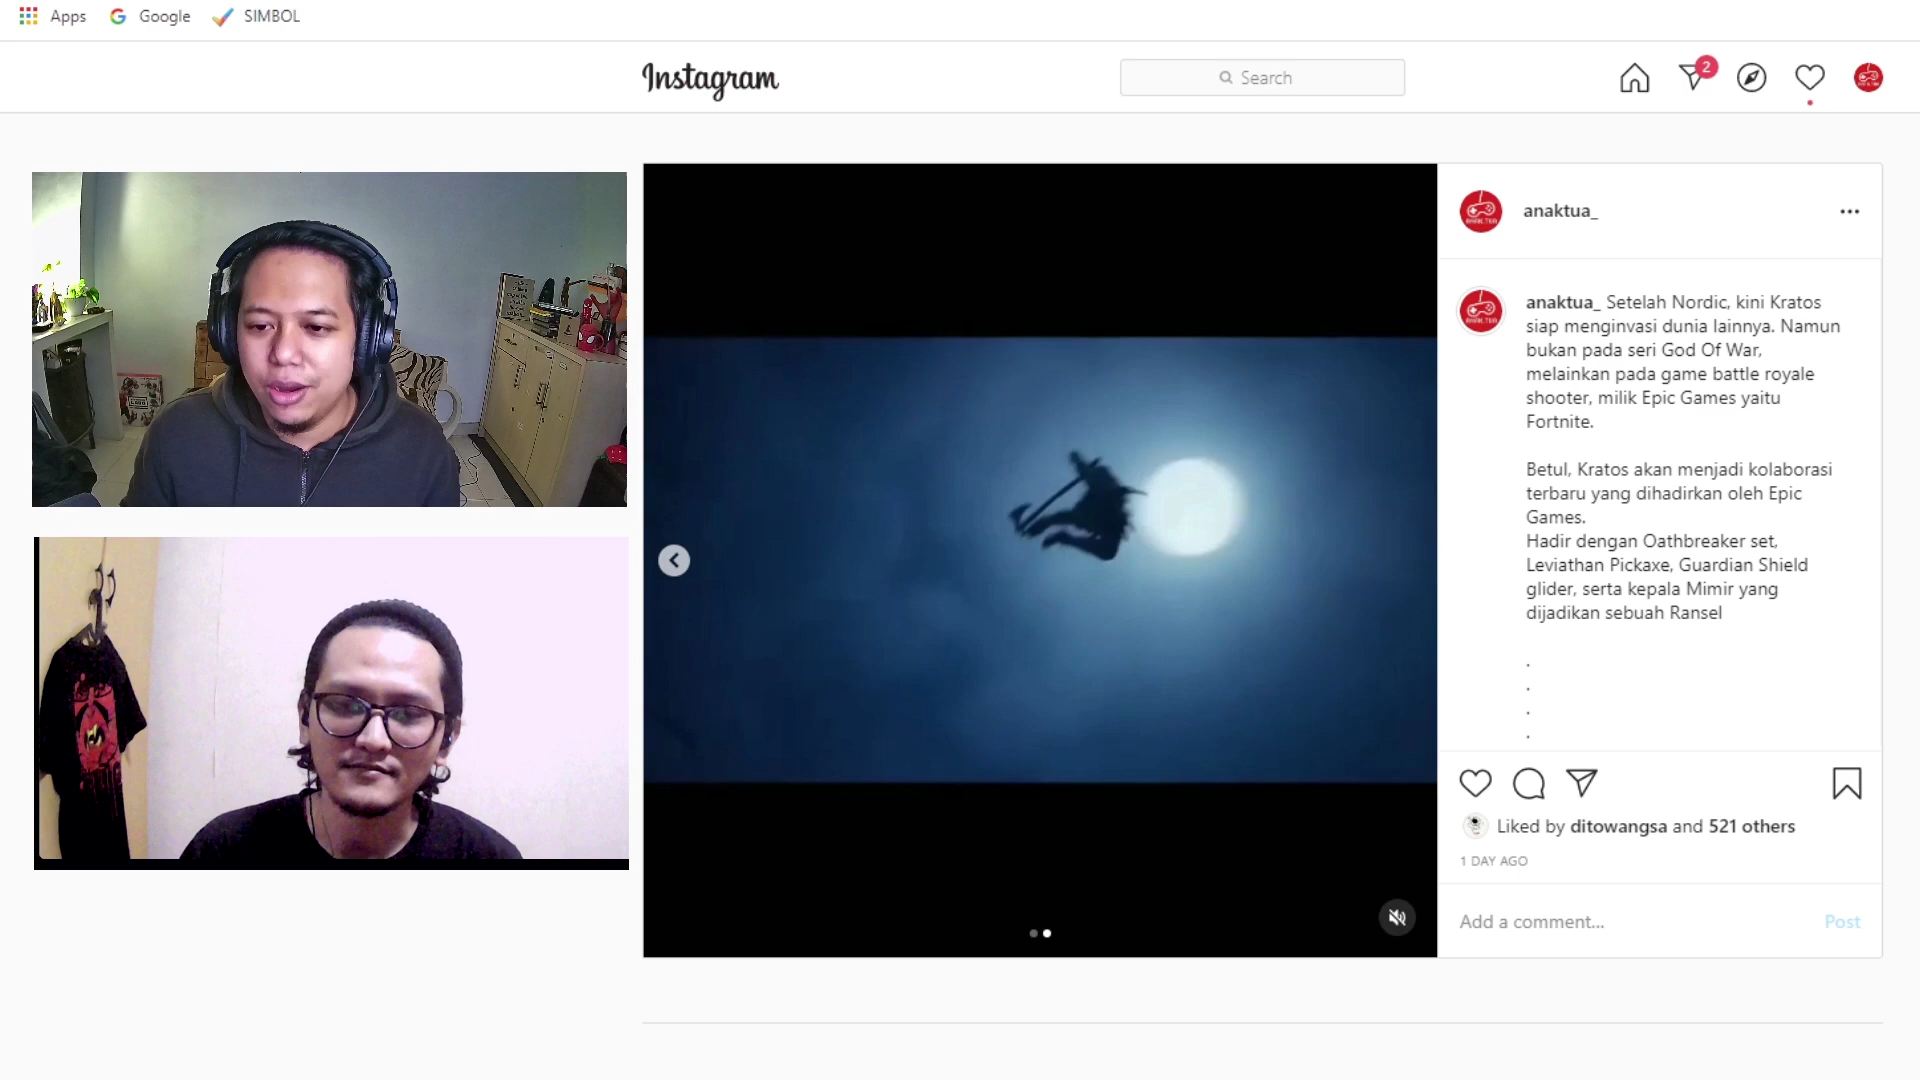 Apps
Google
SIMBOL
Instagram
Search
2
anaktua_
anaktua_ Setelah Nordic, kini Kratos
siap menginvasi dunia lainnya. Namun
bukan pada seri God Of War,
melainkan pada game battle royale
shooter, milik Epic Games yaitu
Fortnite.
Betul, Kratos akan menjadi kolaborasi
terbaru yang dihadirkan oleh Epic
Games.
Hadir dengan Oathbreaker set,
Leviathan Pickaxe, Guardian Shield
glider, serta kepala Mimir yang
dijadikan sebuah Ransel
.
.
.
.
Liked by ditowangsa and 521 others
1 DAY AGO
Add a comment...
Post